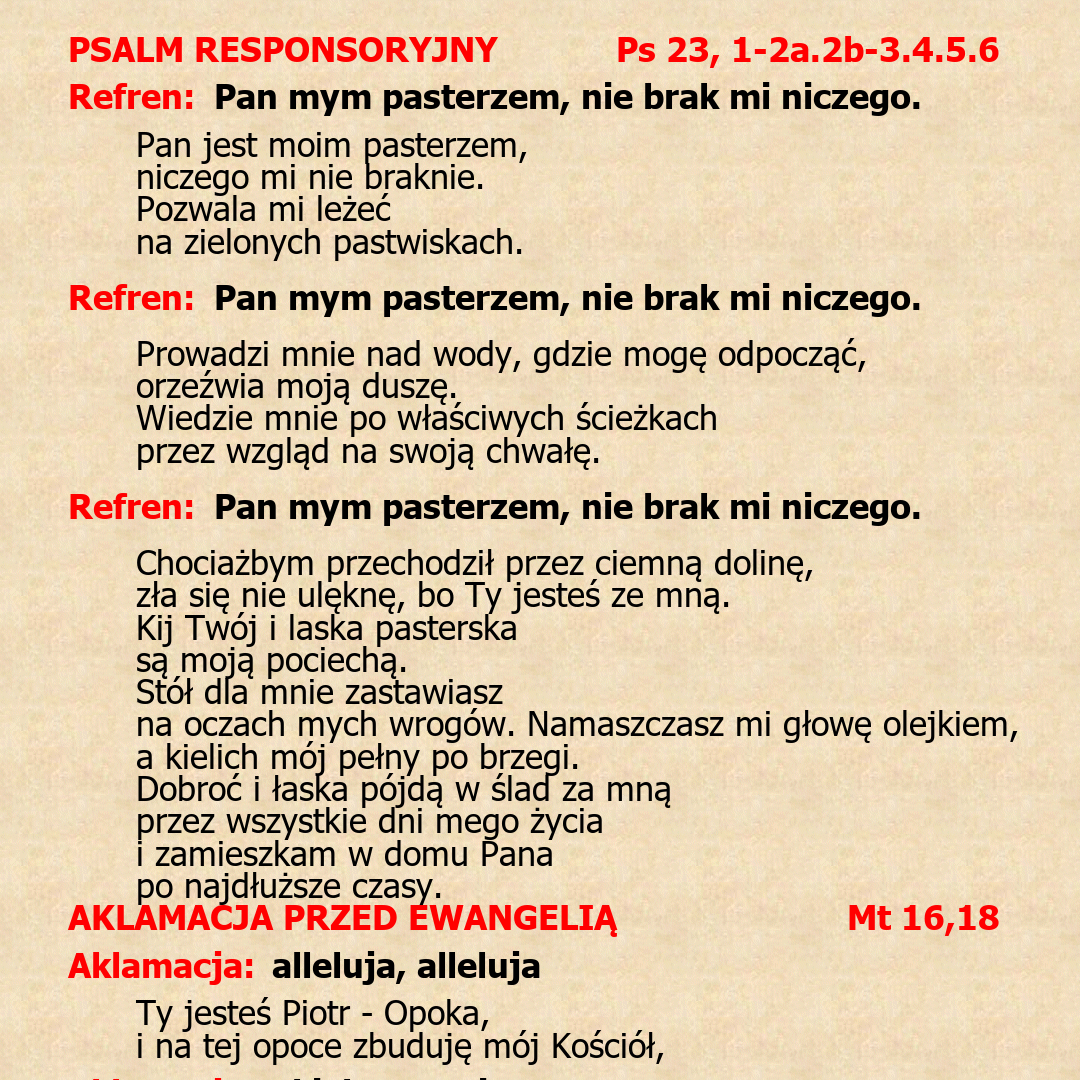 PSALM RESPONSORYJNY Ps 23, 1-2a.2b-3.4.5.6
Refren: Pan mym pasterzem, nie brak mi niczego.
Pan jest moim pasterzem,
niczego mi nie braknie.
Pozwala mi leżeć
na zielonych pastwiskach.
Refren: Pan mym pasterzem, nie brak mi niczego.
Prowadzi mnie nad wody, gdzie mogę odpocząć,
orzeźwia moją duszę.
Wiedzie mnie po właściwych ścieżkach
przez wzgląd na swoją chwałę.
Refren: Pan mym pasterzem, nie brak mi niczego.
Chociażbym przechodził przez ciemną dolinę,
zła się nie ulęknę, bo Ty jesteś ze mną.
Kij Twój i laska pasterska
są moją pociechą.
Stół dla mnie zastawiasz
na oczach mych wrogów. Namaszczasz mi głowę olejkiem,
a kielich mój pełny po brzegi.
Dobroć i łaska pójdą w ślad za mną
przez wszystkie dni mego życia
i zamieszkam w domu Pana
po najdłuższe czasy.
AKLAMACJA PRZED EWANGELIĄ Mt 16,18
Aklamacja: alleluja, alleluja
Ty jesteś Piotr - Opoka,
i na tej opoce zbuduję mój Kościół,